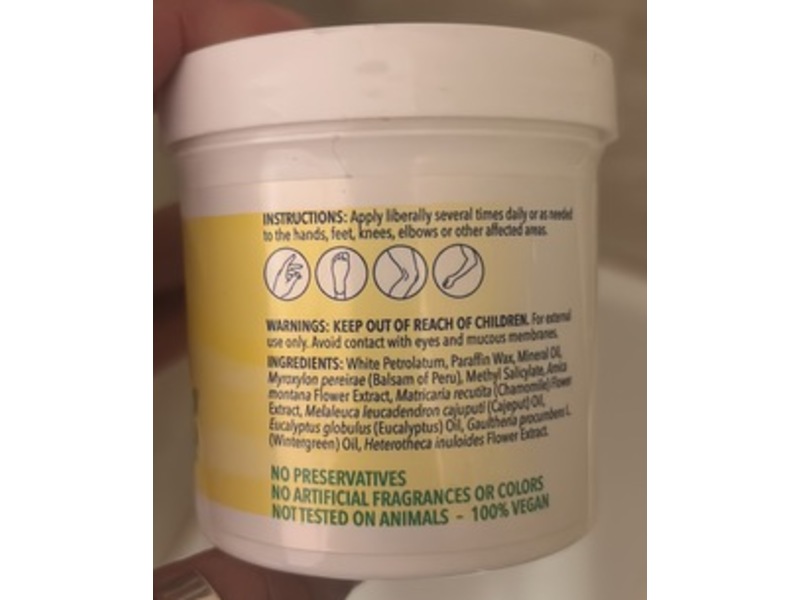 INSTRUCTIONS: Apply liberally several times daily or as needed
to the hands, feet, knees, elbows or other affected areas.
WARNINGS: KEEP OUT OF REACH OF CHILDREN. For external
use only. Avoid contact with eyes and mucous membranes.
INGREDIENTS: White Petrolatum, Paraffin Wax, Mineral Oil,
Myroxylon pereirae (Balsam of Peru), Methyl Salicylate, Arnica
montana Flower Extract, Matricaria recutita (Chamomile) Flower
Extract, Melaleuca leucadendron cajuputi (Cajeput) Oil,
Eucalyptus globulus (Eucalyptus) Oil, Gaultheria procumbens L.
(Wintergreen) Oil, Heterotheca inuloides Flower Extract.
NO PRESERVATIVES
NO ARTIFICIAL FRAGRANCES OR COLORS
NOT TESTED ON ANIMALS - 100% VEGAN